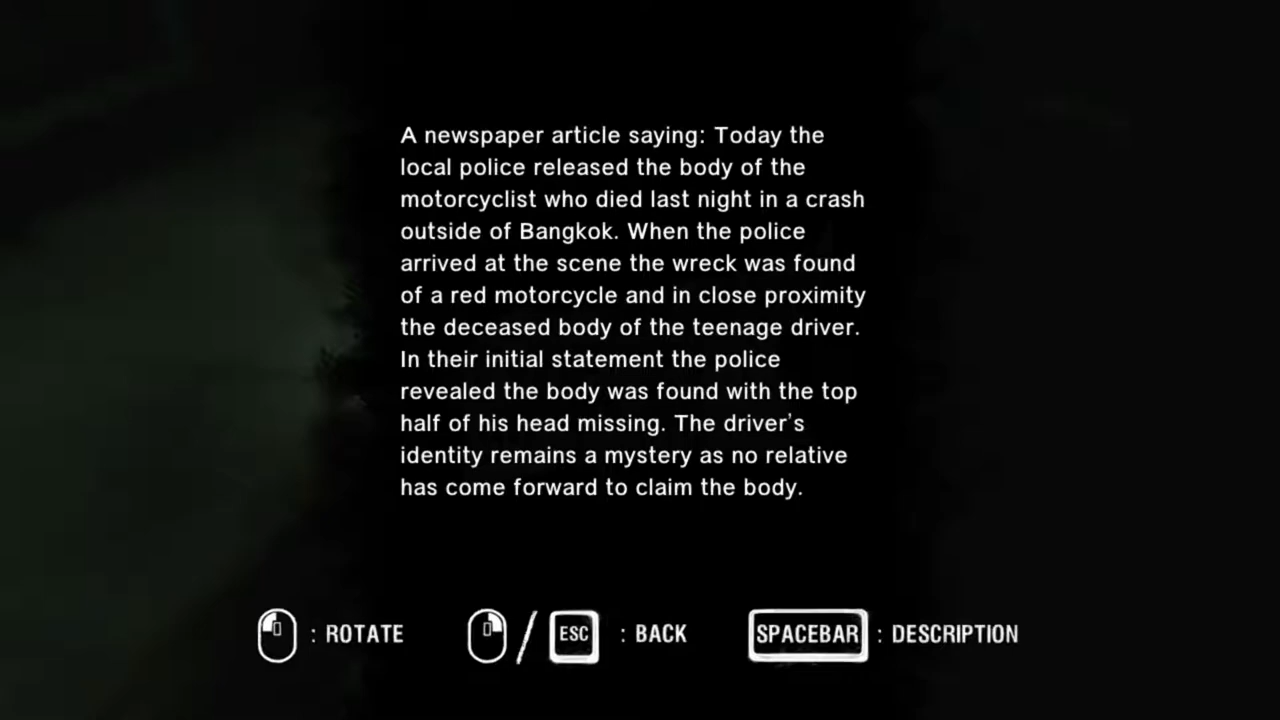 A newspaper article saying: Today the
local police released the body of the
motorcyclist who died last night in a crash
outside of Bangkok. When the police
arrived at the scene the wreck was found
of a red motorcycle and in close proximity
the deceased body of the teenage driver.
In their initial statement the police
revealed the body was found with the top
half of his head missing. The driver's
identity remains a mystery as no relative
has come forward to claim the body.
: ROTATE / ESC : BACK SPACEBAR : DESCRIPTION